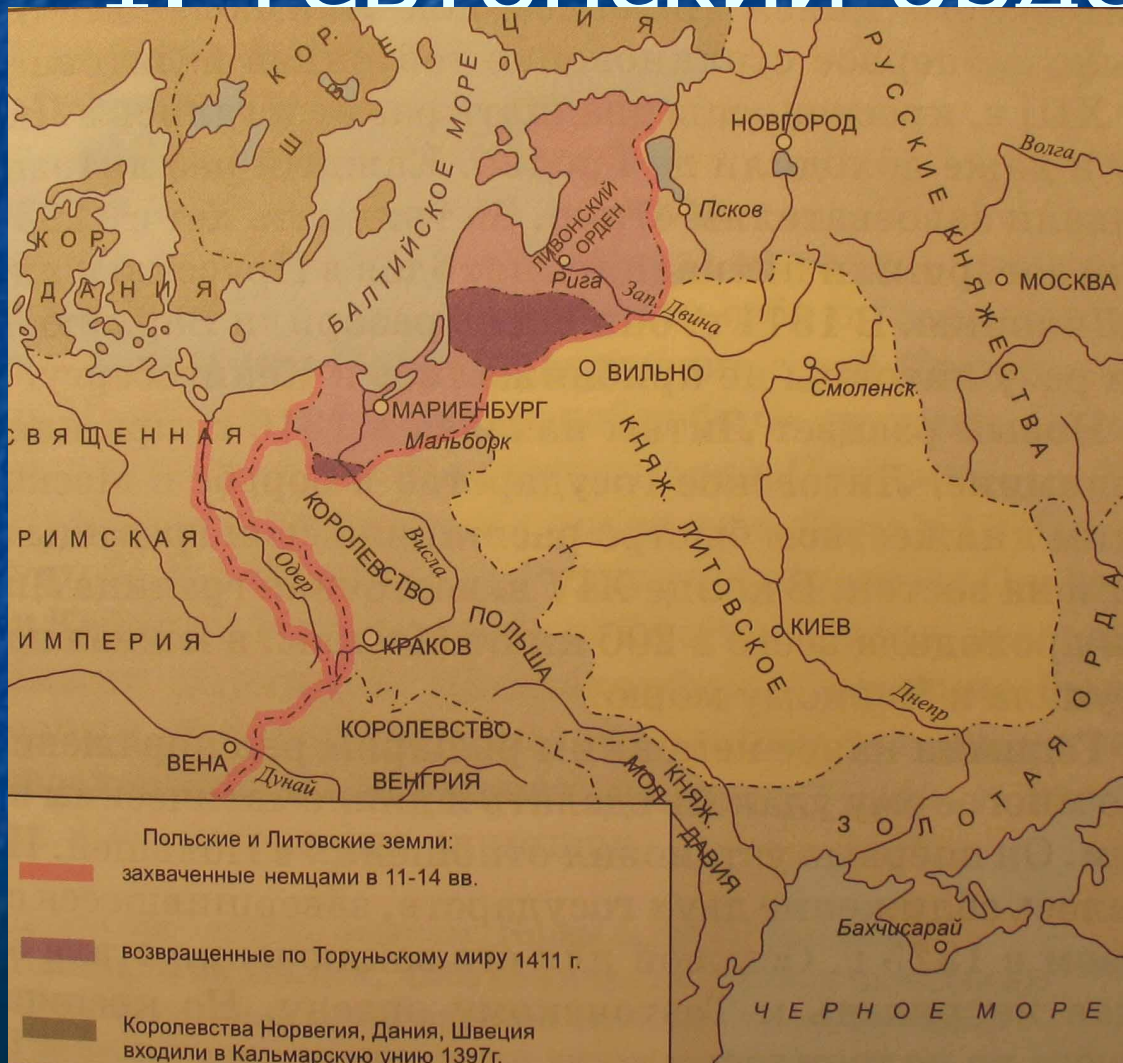 КОР. ШВЕЦИЯ
РУССКИЕ КНЯЖЕСТВА
НОВГОРОД
Волга
БАЛТИЙСКОЕ МОРЕ
Псков
ЛИВОНСКИЙ
ОРДЕН
КОР.
ДАНИЯ
Рига
Зап. Двина
МОСКВА
ВИЛЬНО
Смоленск
МАРИЕНБУРГ
Мальборк
СВЯЩЕННАЯ
РИМСКАЯ
ИМПЕРИЯ
КНЯЖ. ЛИТОВСКОЕ
КОРОЛЕВСТВО
ПОЛЬША
Висла
Одер
КРАКОВ
КИЕВ
Днепр
ЗОЛОТАЯ ОРДА
КОРОЛЕВСТВО
ВЕНГРИЯ
ВЕНА
Дунай
КНЯЖ.
МОЛДАВИЯ
Бахчисарай
ЧЕРНОЕ МОРЕ
Польские и Литовские земли:
захваченные немцами в 11-14 вв.
возвращенные по Торуньскому миру 1411 г.
Королевства Норвегия, Дания, Швеция
входили в Кальмарскую унию 1397г.